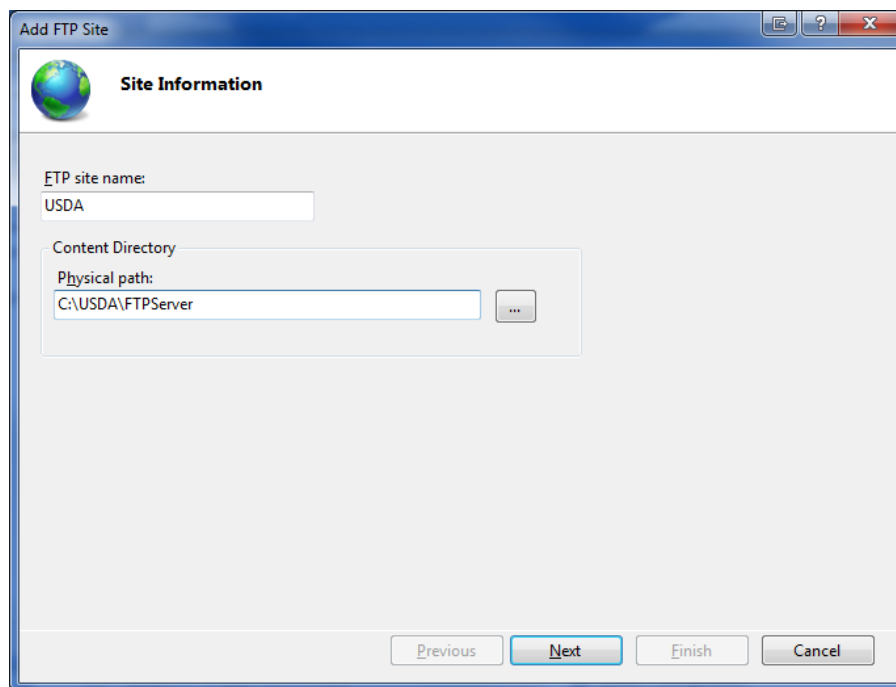 Add FTP Site
Site Information
FTP site name:
USDA
Content Directory
Physical path:
C:\USDA\FTPServer
...
Previous Next Finish Cancel